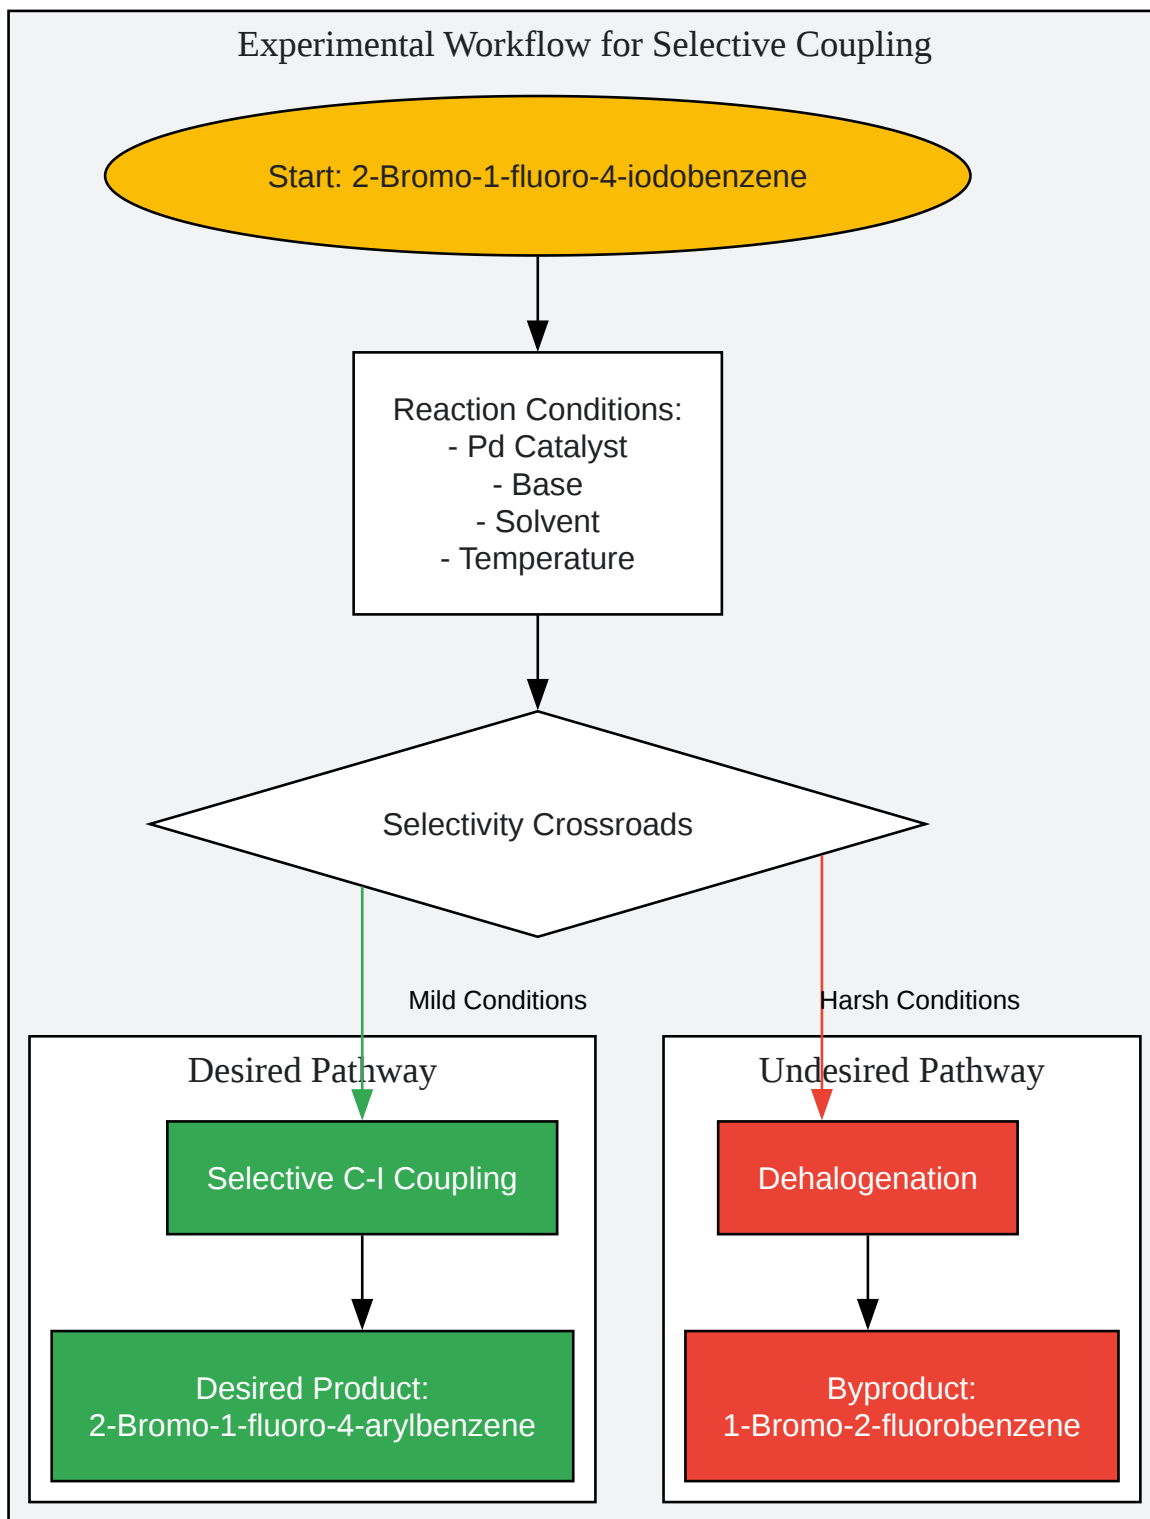 Experimental Workflow for Selective Coupling
Start: 2-Bromo-1-fluoro-4-iodobenzene
Reaction Conditions:
- Pd Catalyst
- Base
- Solvent
- Temperature
Selectivity Crossroads
Mild Conditions
Harsh Conditions
Desired Pathway
Selective C-I Coupling
Desired Product:
2-Bromo-1-fluoro-4-arylbenzene
Undesired Pathway
Dehalogenation
Byproduct:
1-Bromo-2-fluorobenzene